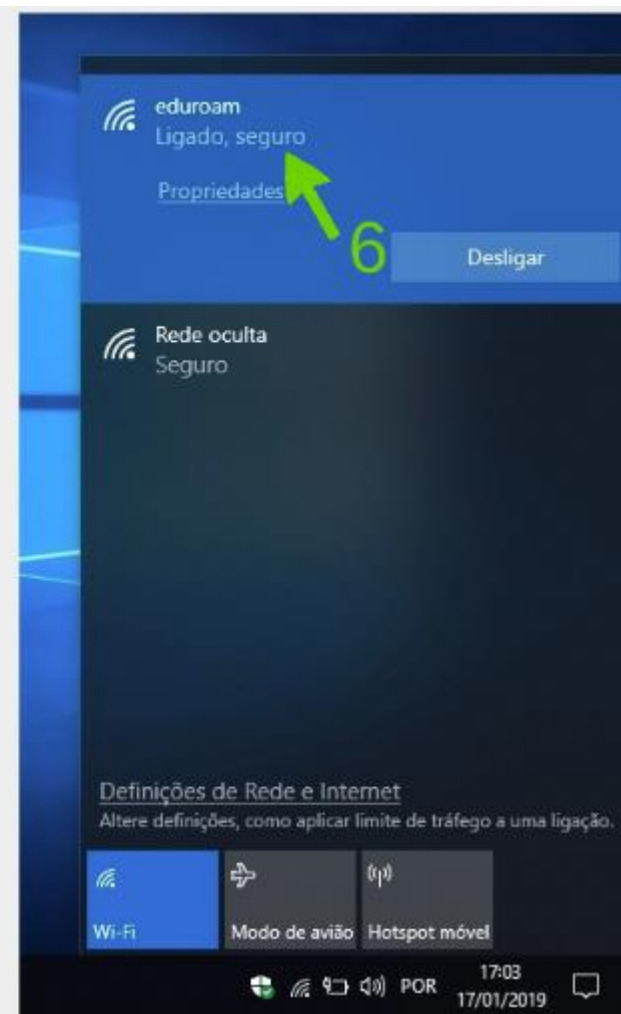 eduroam
Ligado, seguro
Propriedades
6
Desligar
Rede oculta
Seguro
Definições de Rede e Internet
Altere definições, como aplicar limite de tráfego a uma ligação.
Wi-Fi
Modo de avião
Hotspot móvel
POR
17:03
17/01/2019